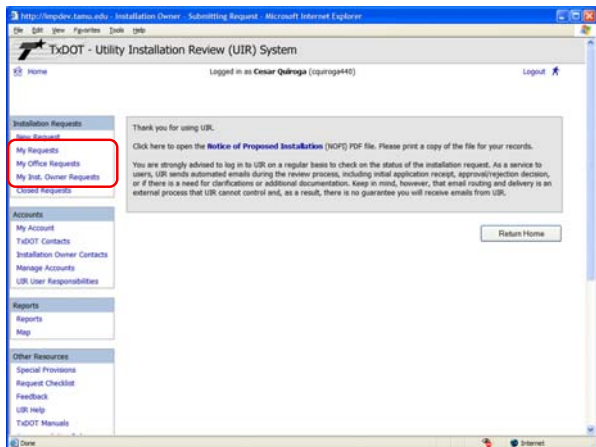 http://impdev.tamu.edu - Installation Owner - Submitting Request - Microsoft Internet Explorer
File Edit View Favorites Tools Help
TxDOT - Utility Installation Review (UIR) System
Home
Logged in as Cesar Quiroga (cquiroga440)
Logout
Installation Requests
New Request
My Requests
My Office Requests
My Inst. Owner Requests
Closed Requests
Accounts
My Account
TxDOT Contacts
Installation Owner Contacts
Manage Accounts
UIR User Responsibilities
Reports
Reports
Map
Other Resources
Special Provisions
Request Checklist
Feedback
UIR Help
TxDOT Manuals
Thank you for using UIR.
Click here to open the Notice of Proposed Installation (NOPI) PDF file. Please print a copy of the file for your records.
You are strongly advised to log in to UIR on a regular basis to check on the status of the installation request. As a service to
users, UIR sends automated emails during the review process, including initial application receipt, approval/rejection decision,
or if there is a need for clarifications or additional documentation. Keep in mind, however, that email routing and delivery is an
external process that UIR cannot control and, as a result, there is no guarantee you will receive emails from UIR.
Return Home
Done
Internet